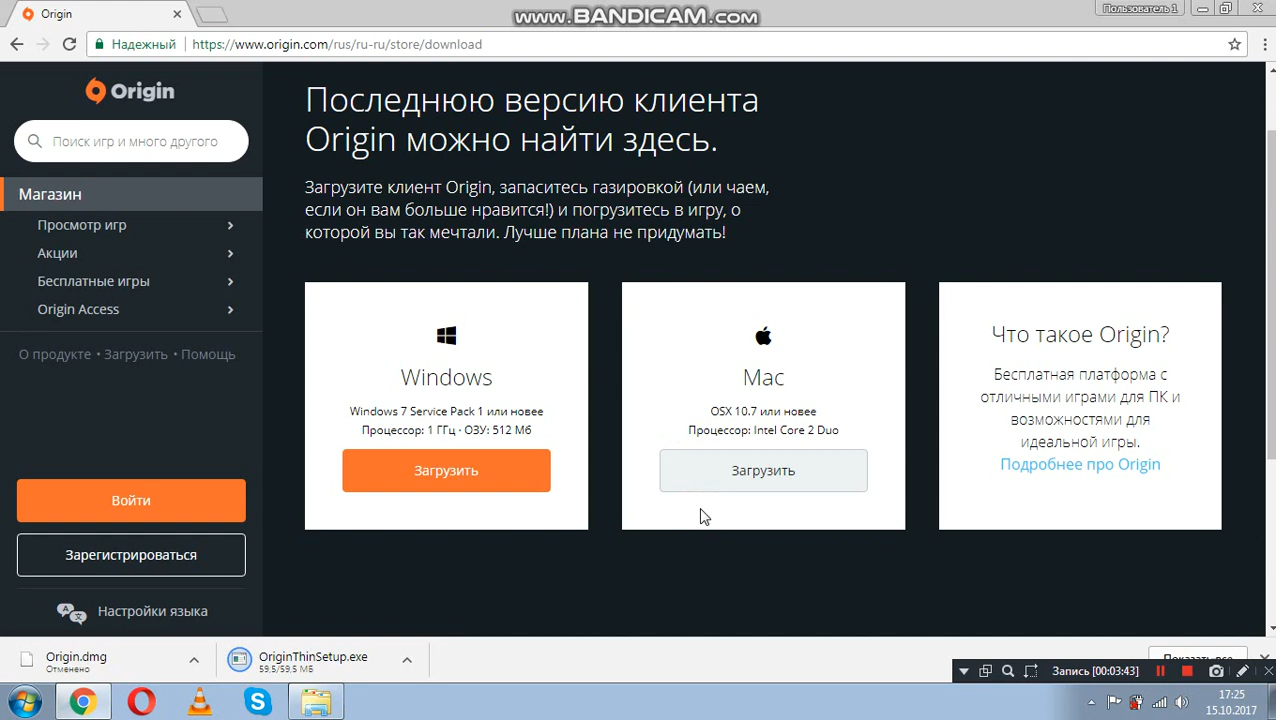 Origin
www.BANDICAM.com
Пользователь 1
Надежный
https://www.origin.com/rus/ru-ru/store/download
Origin
Поиск игр и много другого
Магазин
Просмотр игр
Акции
Бесплатные игры
Origin Access
О продукте • Загрузить • Помощь
Войти
Зарегистрироваться
Настройки языка
Последнюю версию клиента
Origin можно найти здесь.
Загрузите клиент Origin, запаситесь газировкой (или чаем,
если он вам больше нравится!) и погрузитесь в игру, о
которой вы так мечтали. Лучше плана не придумать!
Windows
Windows 7 Service Pack 1 или новее
Процессор: 1 ГГц · ОЗУ: 512 Мб
Загрузить
Mac
OSX 10.7 или новее
Процессор: Intel Core 2 Duo
Загрузить
Что такое Origin?
Бесплатная платформа с
отличными играми для ПК и
возможностями для
идеальной игры.
Подробнее про Origin
Origin.dmg
Отменено
OriginThinSetup.exe
59,5/59,5 МБ
Показать все
Запись [00:03:43]
17:25
15.10.2017